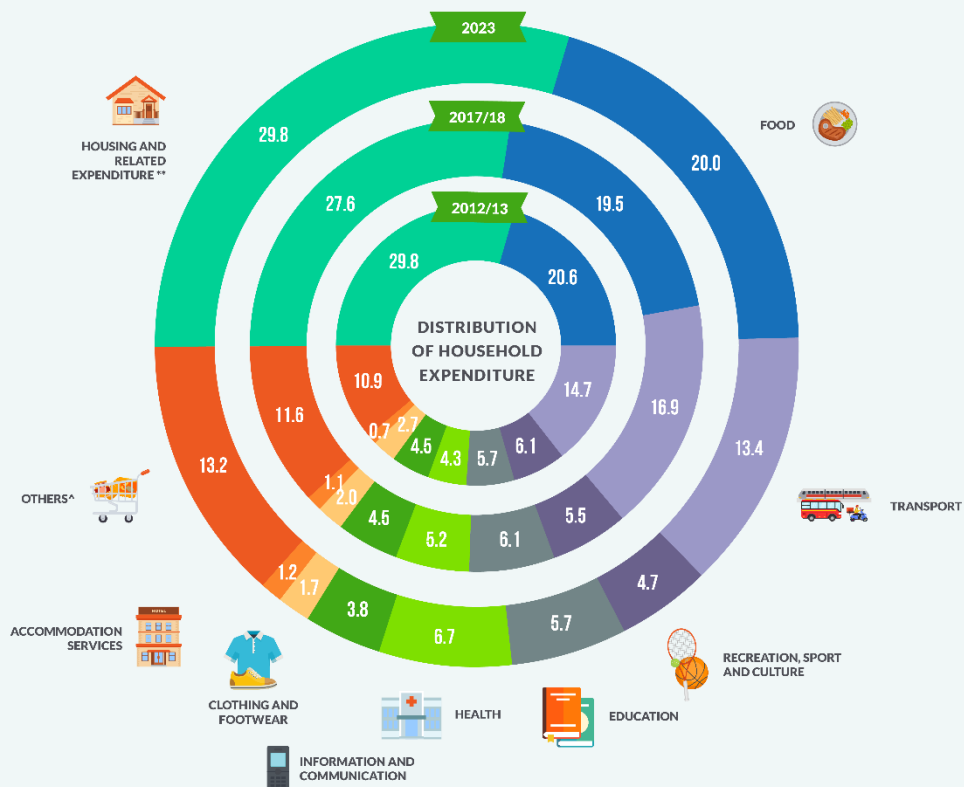 2023
29.8
20.0
13.4
4.7
5.7
6.7
3.8
1.7
1.2
13.2
2017/18
27.6
19.5
16.9
5.5
6.1
5.2
4.5
2.0
1.1
11.6
2012/13
29.8
20.6
14.7
6.1
5.7
4.3
4.5
2.7
0.7
10.9
DISTRIBUTION
OF HOUSEHOLD
EXPENDITURE
HOUSING AND
RELATED
EXPENDITURE **
FOOD
TRANSPORT
RECREATION, SPORT
AND CULTURE
EDUCATION
HEALTH
INFORMATION AND
COMMUNICATION
CLOTHING AND
FOOTWEAR
ACCOMMODATION
SERVICES
HOTEL
OTHERS^